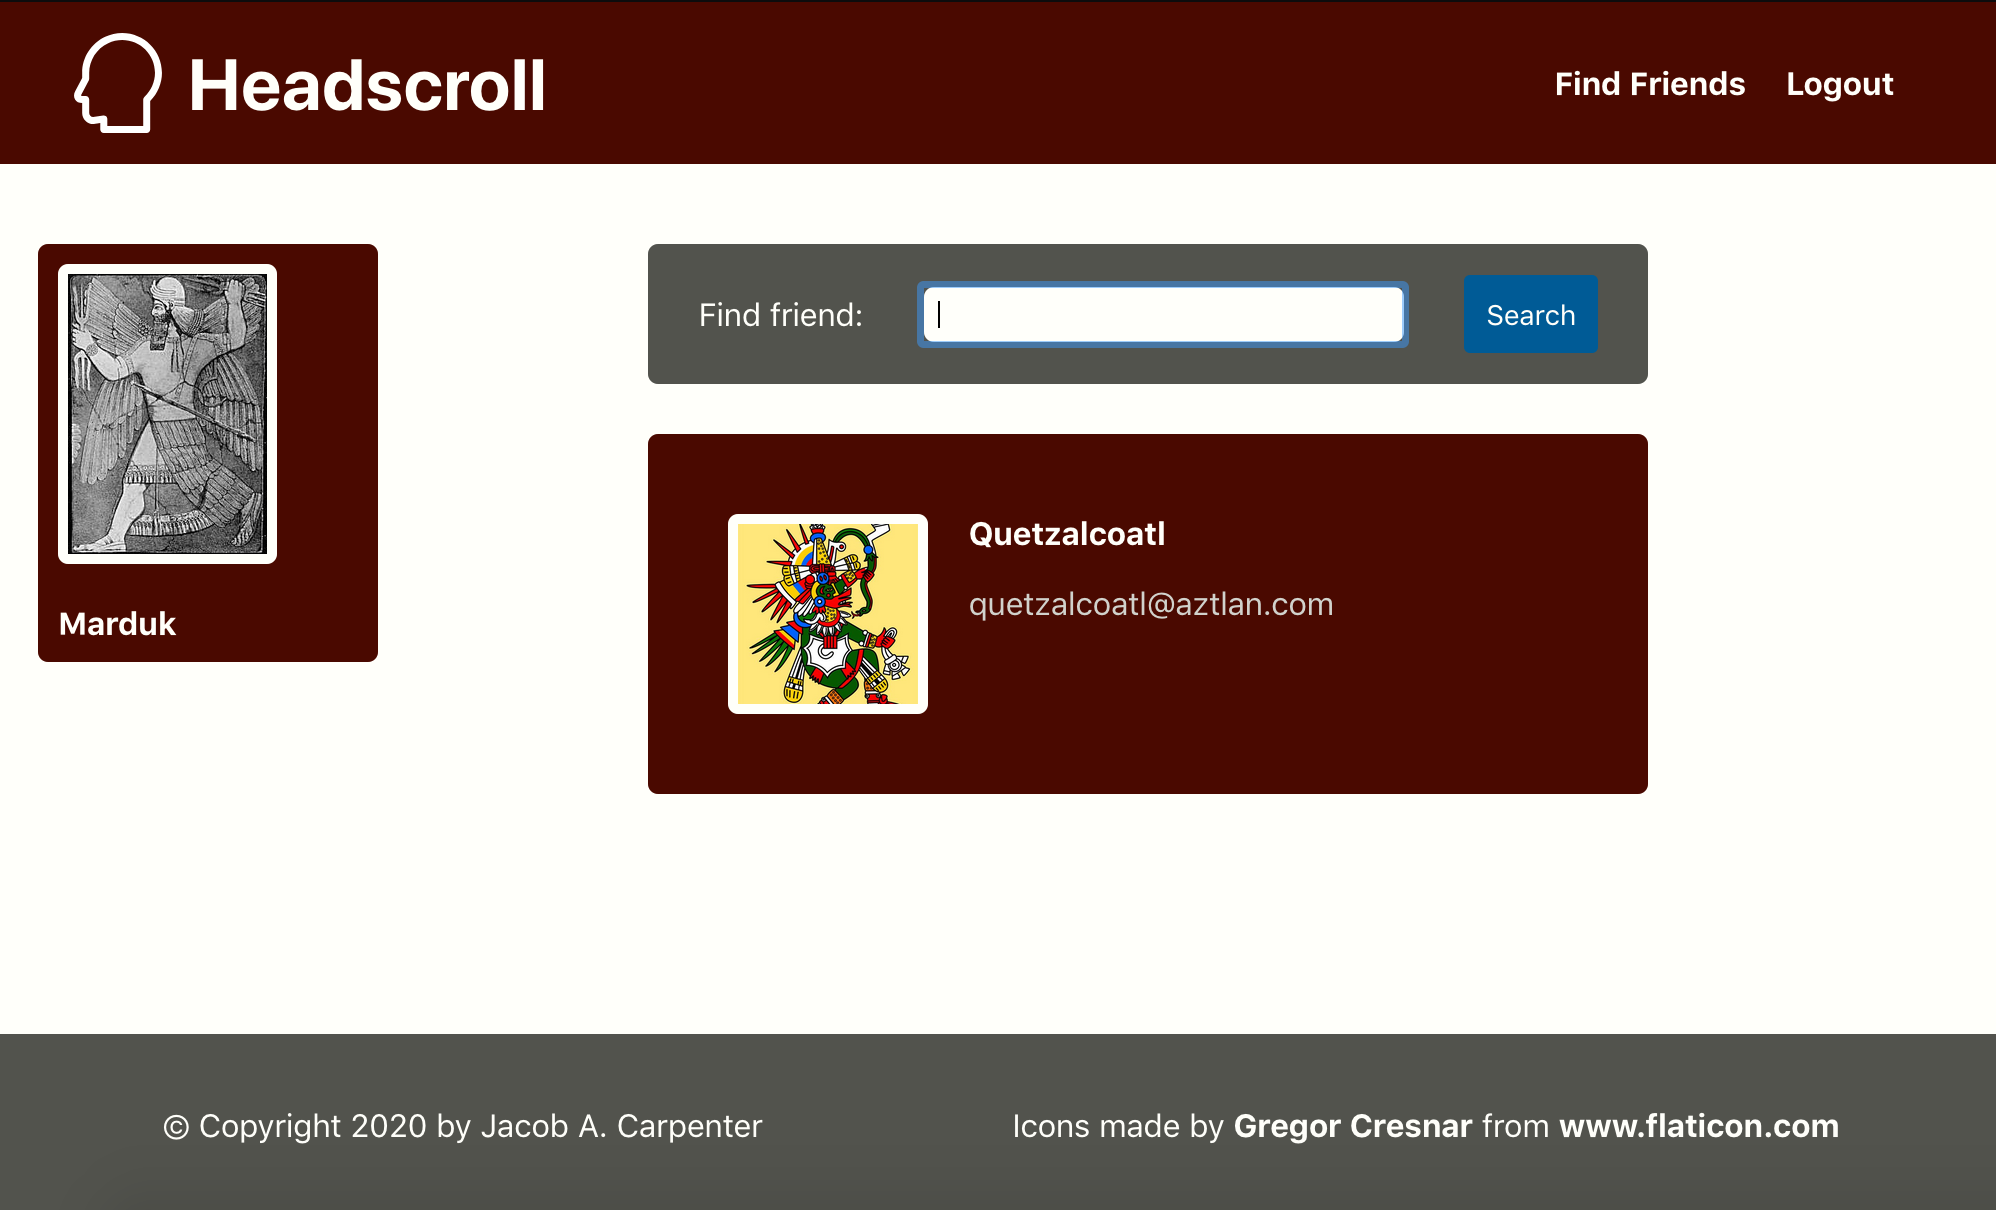 Headscroll
Find Friends Logout
Marduk
Find friend:
Search
Quetzalcoatl
quetzalcoatl@aztlan.com
© Copyright 2020 by Jacob A. Carpenter
Icons made by Gregor Cresnar from www.flaticon.com